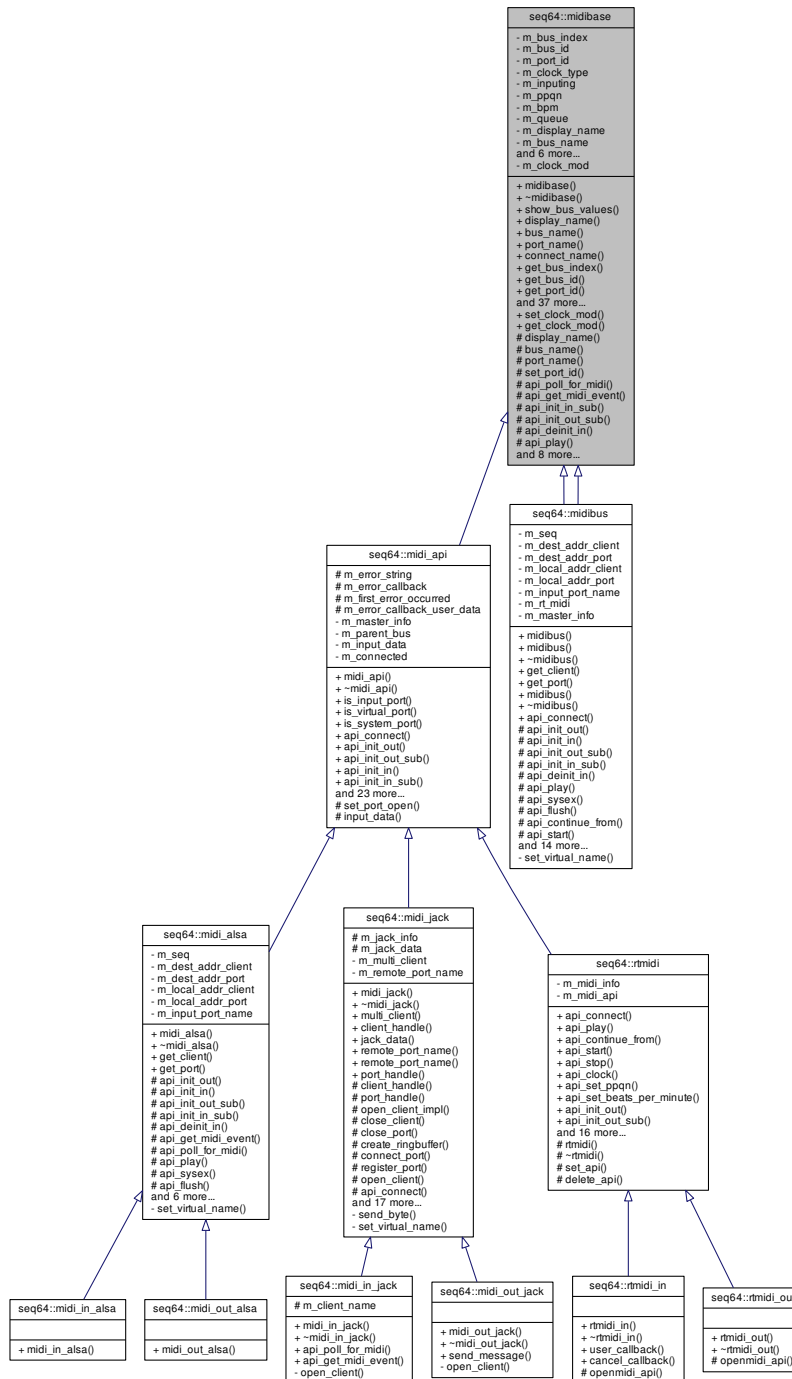 seq64::midibase
- m_bus_index
- m_bus_id
- m_port_id
- m_clock_type
- m_inputing
- m_ppqn
- m_bpm
- m_queue
- m_display_name
- m_bus_name
and 6 more...
- m_clock_mod
+ midibase()
+ ~midibase()
+ show_bus_values()
+ display_name()
+ bus_name()
+ port_name()
+ connect_name()
+ get_bus_index()
+ get_bus_id()
+ get_port_id()
and 37 more...
+ set_clock_mod()
+ get_clock_mod()
# display_name()
# bus_name()
# port_name()
# set_port_id()
# api_poll_for_midi()
# api_get_midi_event()
# api_init_in_sub()
# api_init_out_sub()
# api_deinit_in()
# api_play()
and 8 more...
seq64::midibus
- m_seq
- m_dest_addr_client
- m_dest_addr_port
- m_local_addr_client
- m_local_addr_port
- m_input_port_name
- m_rt_midi
- m_master_info
+ midibus()
+ midibus()
+ ~midibus()
+ get_client()
+ get_port()
+ midibus()
+ ~midibus()
+ api_connect()
# api_init_out()
# api_init_in()
# api_init_out_sub()
# api_init_in_sub()
# api_deinit_in()
# api_play()
# api_sysex()
# api_flush()
# api_continue_from()
# api_start()
and 14 more...
- set_virtual_name()
seq64::midi_api
# m_error_string
# m_error_callback
# m_first_error_occurred
# m_error_callback_user_data
- m_master_info
- m_parent_bus
- m_input_data
- m_connected
+ midi_api()
+ ~midi_api()
+ is_input_port()
+ is_virtual_port()
+ is_system_port()
+ api_connect()
+ api_init_out()
+ api_init_out_sub()
+ api_init_in()
+ api_init_in_sub()
and 23 more...
# set_port_open()
# input_data()
seq64::midi_alsa
- m_seq
- m_dest_addr_client
- m_dest_addr_port
- m_local_addr_client
- m_local_addr_port
- m_input_port_name
+ midi_alsa()
+ ~midi_alsa()
+ get_client()
+ get_port()
# api_init_out()
# api_init_in()
# api_init_out_sub()
# api_init_in_sub()
# api_deinit_in()
# api_get_midi_event()
# api_poll_for_midi()
# api_play()
# api_sysex()
# api_flush()
and 6 more...
- set_virtual_name()
seq64::midi_jack
# m_jack_info
# m_jack_data
- m_multi_client
- m_remote_port_name
+ midi_jack()
+ ~midi_jack()
+ multi_client()
+ client_handle()
+ jack_data()
+ remote_port_name()
+ remote_port_name()
+ port_handle()
# client_handle()
# port_handle()
# open_client_impl()
# close_client()
# close_port()
# create_ringbuffer()
# connect_port()
# register_port()
# open_client()
# api_connect()
and 17 more...
- send_byte()
- set_virtual_name()
seq64::rtmidi
- m_midi_info
- m_midi_api
+ api_connect()
+ api_play()
+ api_continue_from()
+ api_start()
+ api_stop()
+ api_clock()
+ api_set_ppqn()
+ api_set_beats_per_minute()
+ api_init_out()
+ api_init_out_sub()
and 16 more...
# rtmidi()
# ~rtmidi()
# set_api()
# delete_api()
seq64::midi_in_alsa
+ midi_in_alsa()
seq64::midi_out_alsa
+ midi_out_alsa()
seq64::midi_in_jack
# m_client_name
+ midi_in_jack()
+ ~midi_in_jack()
+ api_poll_for_midi()
+ api_get_midi_event()
- open_client()
seq64::midi_out_jack
+ midi_out_jack()
+ ~midi_out_jack()
+ send_message()
- open_client()
seq64::rtmidi_in
+ rtmidi_in()
+ ~rtmidi_in()
+ user_callback()
+ cancel_callback()
# openmidi_api()
seq64::rtmidi_ou
+ rtmidi_out()
+ ~rtmidi_out()
# openmidi_api()